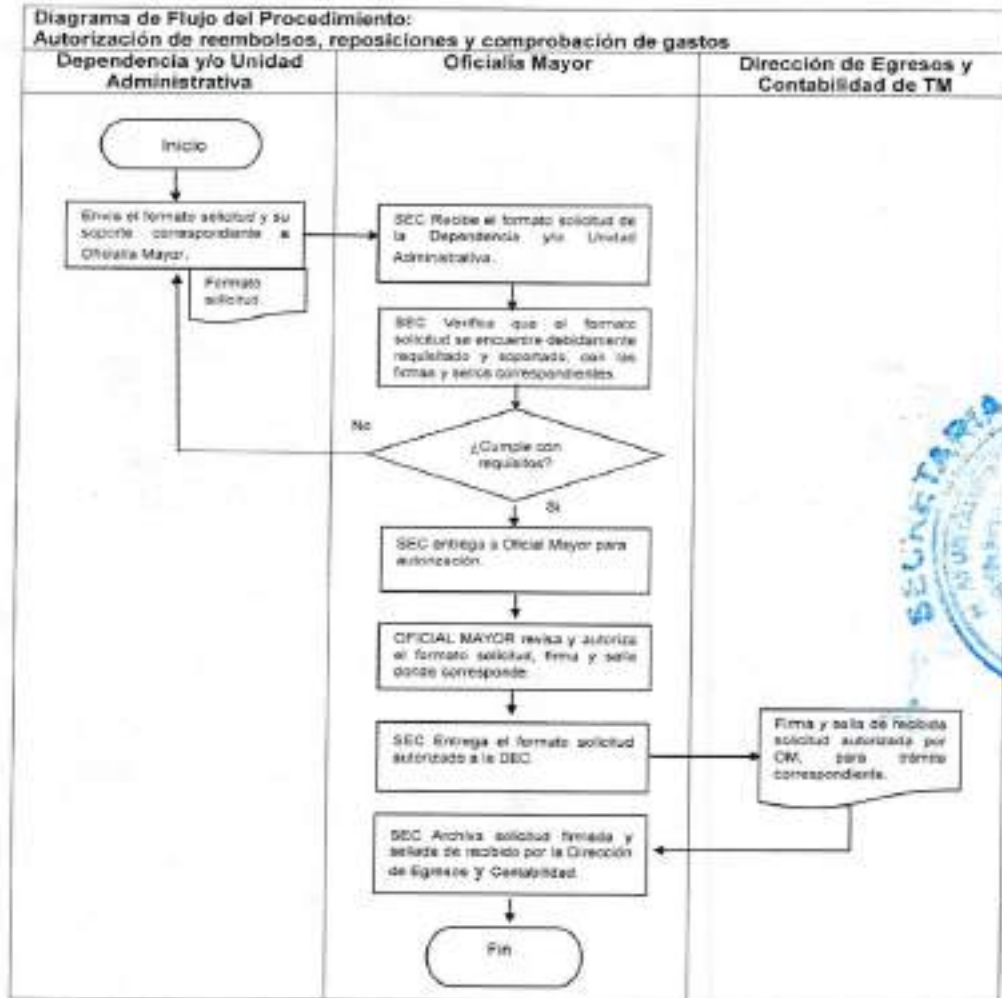 Diagrama de Flujo del Procedimiento:
Autorización de reembolsos, reposiciones y comprobación de gastos
Dependencia y/o Unidad
Administrativa
Oficialía Mayor
Dirección de Egresos y
Contabilidad de TM
Inicio
Envía el formato solicitud y su
soporte correspondiente a
Oficialía Mayor.
Formato
solicitud
SEC Recibe el formato solicitud de
la Dependencia y/o Unidad
Administrativa.
SEC Verifica que el formato
solicitud se encuentre debidamente
requisitado y soportado, con las
firmas y sellos correspondientes
No
¿Cumple con
requisitos?
Si
SEC entrega a Oficial Mayor para
autorización.
OFICIAL MAYOR revisa y autoriza
el formato solicitud, firma y sella
donde corresponde
SEC Entrega el formato solicitud
autorizado a la DEC
Firma y sella de recibida
solicitud autorizada por
OM, para trámite
correspondiente.
SEC Archiva solicitud firmada y
sellada de recibido por la Dirección
de Egresos y Contabilidad
Fin
SECRETARIA